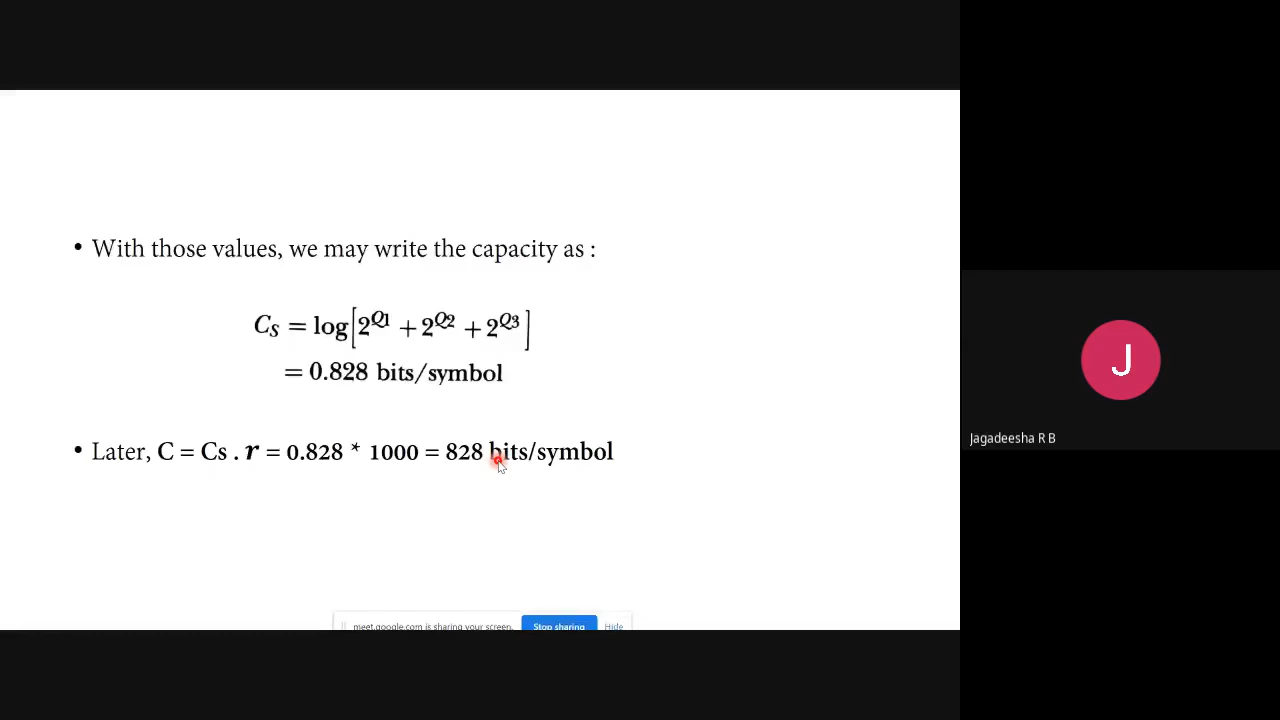 • With those values, we may write the capacity as :
C_S = log[2^Q1 + 2^Q2 + 2^Q3]
= 0.828 bits/symbol
• Later, C = Cs . r = 0.828 * 1000 = 828 bits/symbol
meet.google.com is sharing your screen. Stop sharing Hide
J
Jagadeesha R B